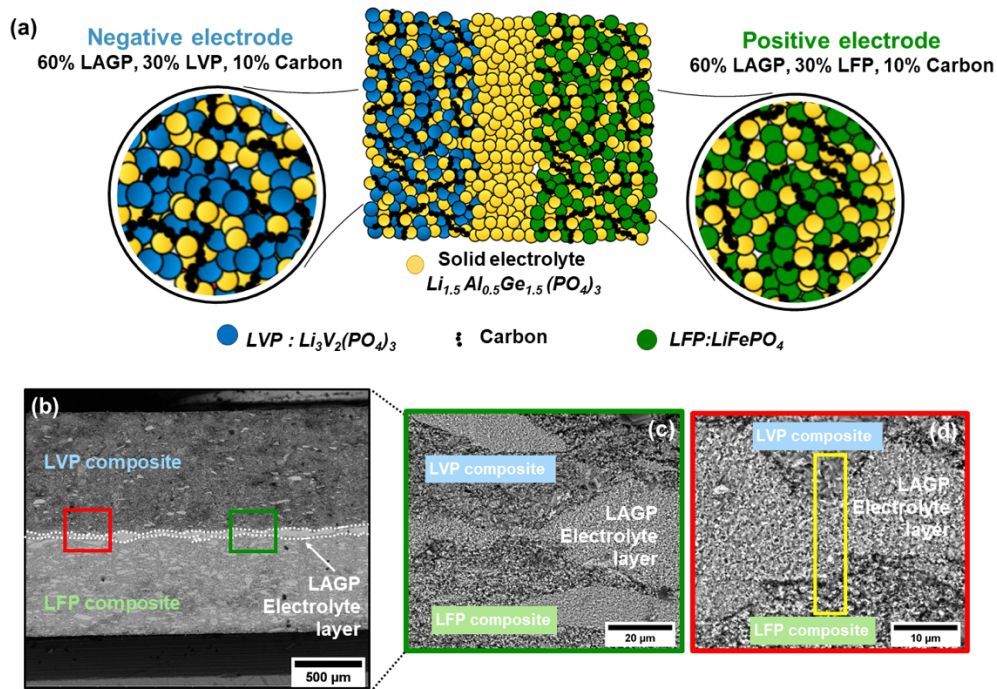 (a)
Negative electrode
60% LAGP, 30% LVP, 10% Carbon
Positive electrode
60% LAGP, 30% LFP, 10% Carbon
Solid electrolyte
Li1.5 Al0.5Ge1.5 (PO4)3
LVP : Li3V2(PO4)3
Carbon
LFP:LiFePO4
(b)
LVP composite
LFP composite
LAGP
Electrolyte
layer
500 µm
(c)
LVP composite
LAGP
Electrolyte
layer
LFP composite
20 µm
(d)
LVP composite
LAGP
Electrolyte
layer
LFP composite
10 µm